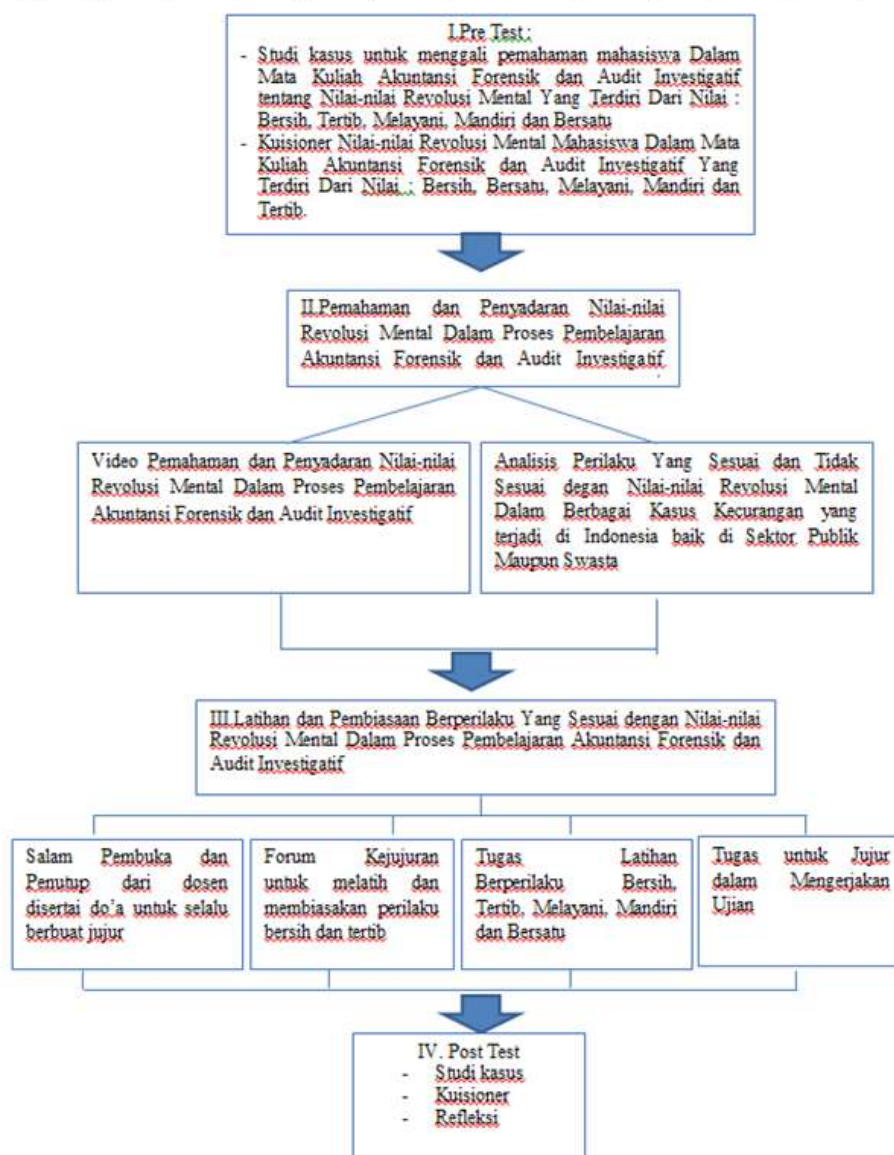 I.Pre Test :
- Studi kasus untuk menggali pemahaman mahasiswa Dalam
Mata Kuliah Akuntansi Forensik dan Audit Investigatif
tentang Nilai-nilai Revolusi Mental Yang Terdiri Dari Nilai :
Bersih, Tertib, Melayani, Mandiri dan Bersatu
- Kuisioner Nilai-nilai Revolusi Mental Mahasiswa Dalam Mata
Kuliah Akuntansi Forensik dan Audit Investigatif Yang
Terdiri Dari Nilai : Bersih, Bersatu, Melayani, Mandiri dan
Tertib.
II.Pemahaman dan Penyadaran Nilai-nilai
Revolusi Mental Dalam Proses Pembelajaran
Akuntansi Forensik dan Audit Investigatif
.
Video Pemahaman dan Penyadaran Nilai-nilai
Revolusi Mental Dalam Proses Pembelajaran
Akuntansi Forensik dan Audit Investigatif
Analisis Perilaku Yang Sesuai dan Tidak
Sesuai degan Nilai-nilai Revolusi Mental
Dalam Berbagai Kasus Kecurangan yang
terjadi di Indonesia baik di Sektor Publik
Maupun Swasta
III.Latihan dan Pembiasaan Berperilaku Yang Sesuai dengan Nilai-nilai
Revolusi Mental Dalam Proses Pembelajaran Akuntansi Forensik dan
Audit Investigatif
Salam Pembuka dan
Penutup dari dosen
disertai do'a untuk selalu
berbuat jujur
Forum Kejujuran
untuk melatih dan
membiasakan perilaku
bersih dan tertib
Tugas Latihan
Berperilaku Bersih,
Tertib, Melayani, Mandiri
dan Bersatu
Tugas untuk Jujur
dalam Mengerjakan
Ujian
IV. Post Test
- Studi kasus
- Kuisioner
- Refleksi